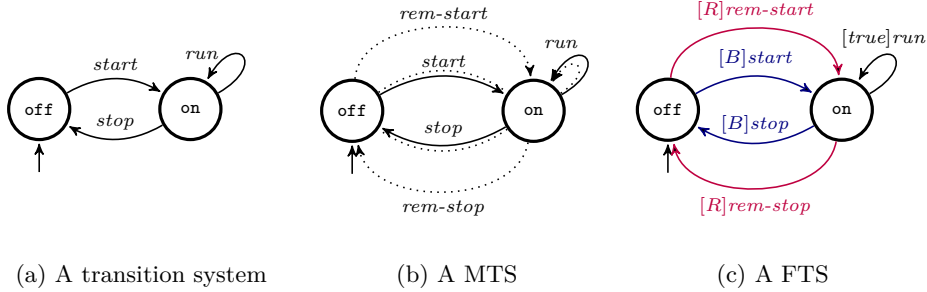 run
start
off
on
stop
(a) A transition system
rem-start
run
start
off
on
stop
rem-stop
(b) A MTS
[R]rem-start
[true]run
[B]start
off
on
[B]stop
[R]rem-stop
(c) A FTS